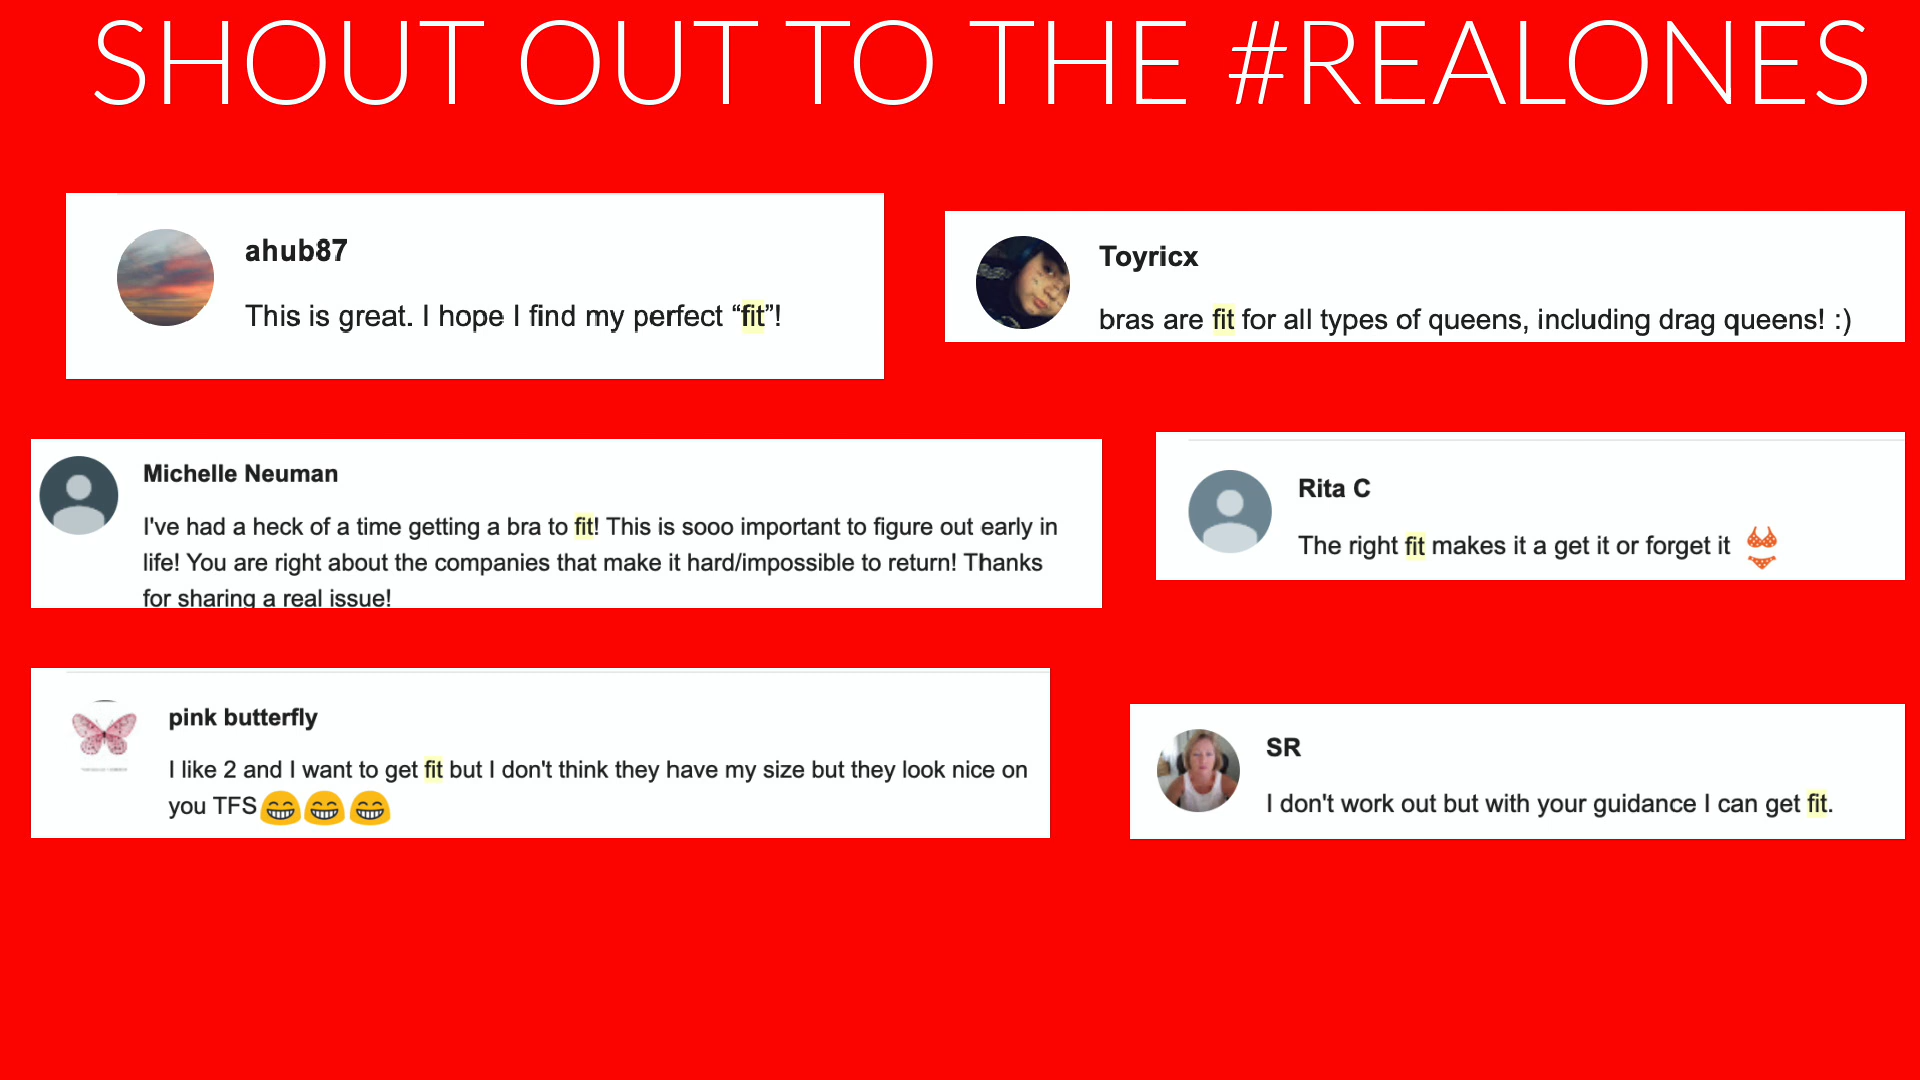 SHOUT OUT TO THE #REALONES
ahub87
This is great. I hope I find my perfect “fit”!
Toyricx
bras are fit for all types of queens, including drag queens! :)
Michelle Neuman
I've had a heck of a time getting a bra to fit! This is sooo important to figure out early in
life! You are right about the companies that make it hard/impossible to return! Thanks
for sharing a real issue!
Rita C
The right fit makes it a get it or forget it 👙
pink butterfly
I like 2 and I want to get fit but I don't think they have my size but they look nice on
you TFS😁😁😁
SR
I don't work out but with your guidance I can get fit.